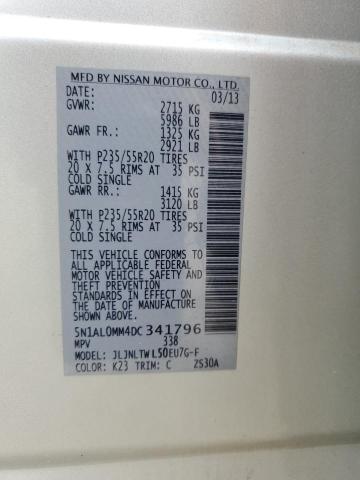 MFD BY NISSAN MOTOR CO., LTD.
DATE: 03/13
GVWR: 2715 KG
5986 LB
GAWR FR.: 1325 KG
2921 LB
WITH P235/55R20 TIRES
20 X 7.5 RIMS AT 35 PSI
COLD SINGLE
GAWR RR.: 1415 KG
3120 LB
WITH P235/55R20 TIRES
20 X 7.5 RIMS AT 35 PSI
COLD SINGLE
THIS VEHICLE CONFORMS TO
ALL APPLICABLE FEDERAL
MOTOR VEHICLE SAFETY
AND THEFT PREVENTION
STANDARDS IN EFFECT ON
THE DATE OF MANUFACTURE
SHOWN ABOVE.
5N1AL0MM4DC341796
MPV 338
MODEL: JLJNLTW L50EU7G-F
COLOR: K23 TRIM: C ZS30A